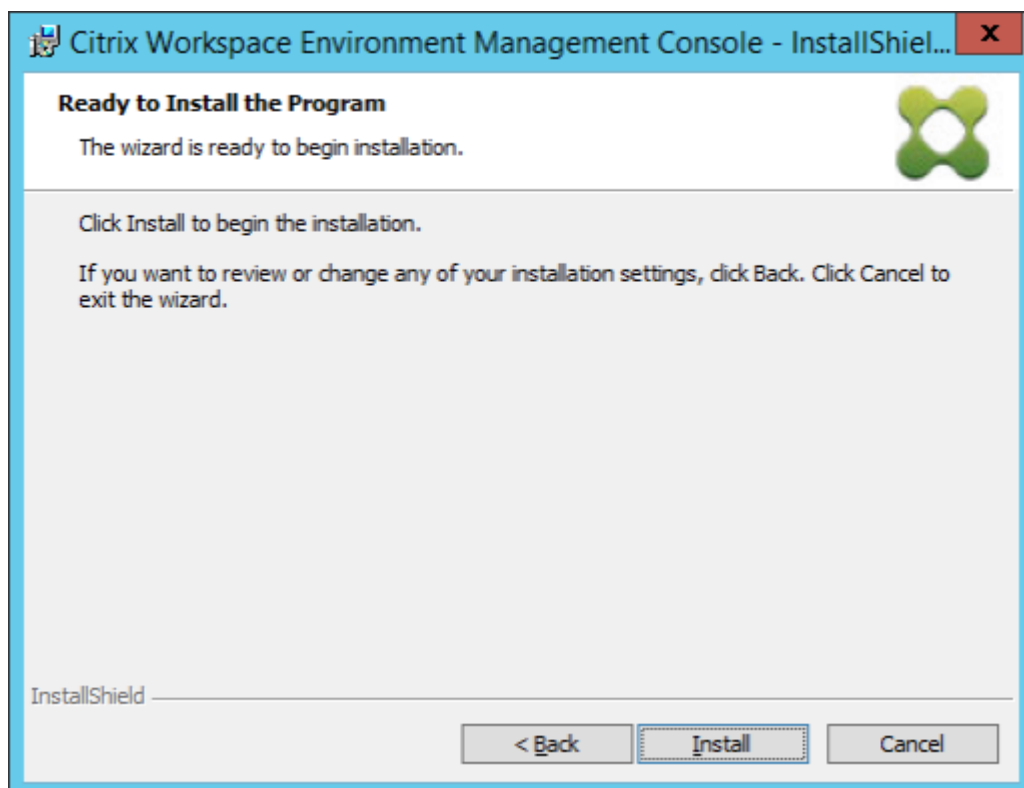 Citrix Workspace Environment Management Console - InstallShiel...
x
Ready to Install the Program
The wizard is ready to begin installation.
Click Install to begin the installation.
If you want to review or change any of your installation settings, click Back. Click Cancel to
exit the wizard.
InstallShield
< Back
Install
Cancel